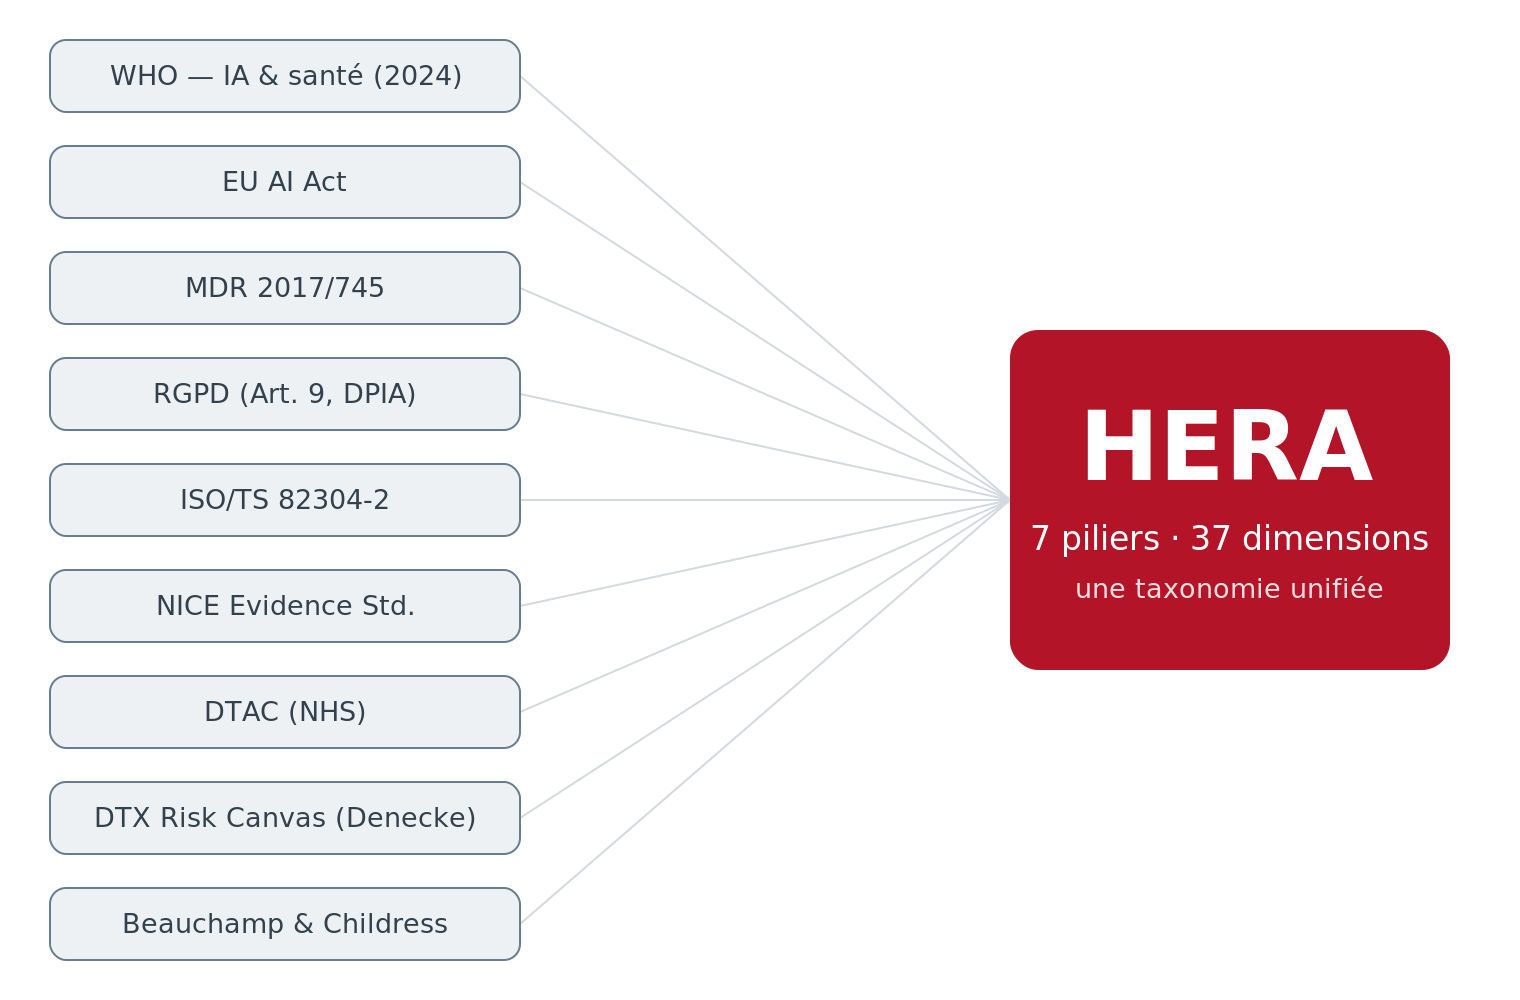 WHO — IA & santé (2024)
EU AI Act
MDR 2017/745
RGPD (Art. 9, DPIA)
ISO/TS 82304-2
NICE Evidence Std.
DTAC (NHS)
DTX Risk Canvas (Denecke)
Beauchamp & Childress
HERA
7 piliers · 37 dimensions
une taxonomie unifiée